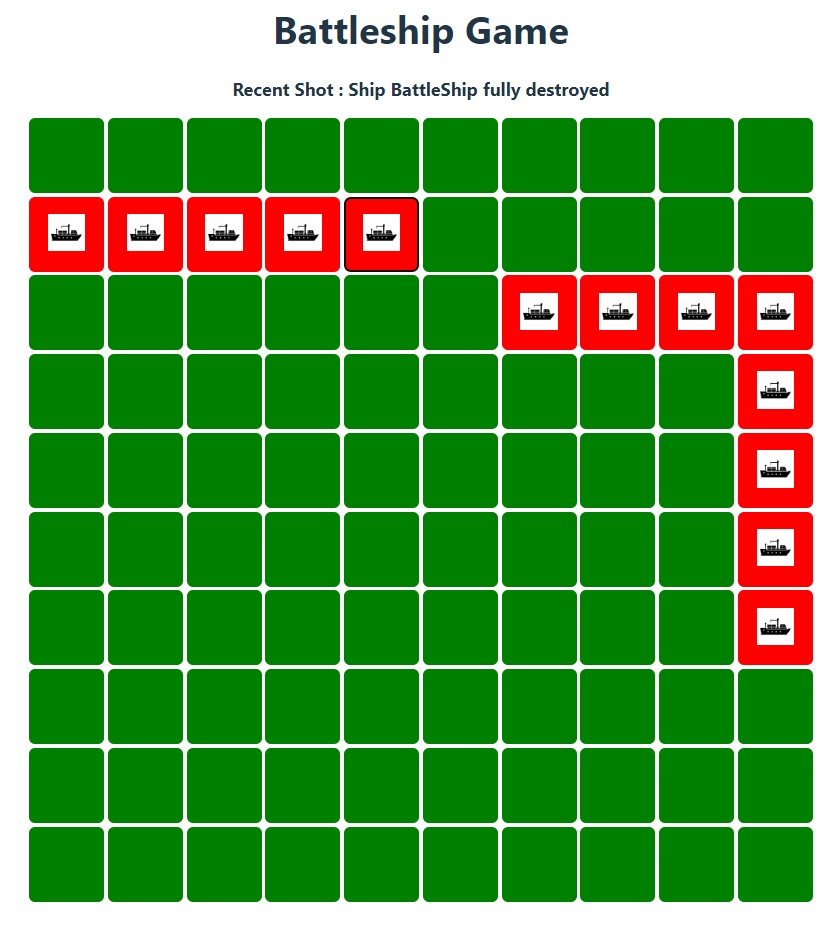 Battleship Game
Recent Shot : Ship BattleShip fully destroyed